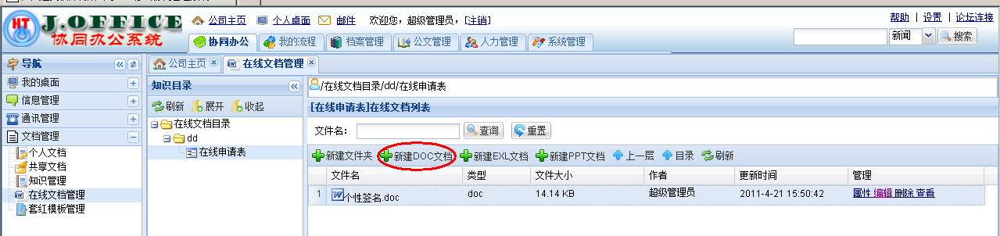 HT J.OFFICE
协同办公系统
公司主页 个人桌面 邮件 欢迎您，超级管理员，[注销]
帮助 | 设置 | 论坛连接
新闻 搜索
协同办公 我的流程 档案管理 公文管理 人力管理 系统管理
导航
我的桌面
信息管理
通讯管理
文档管理
个人文档
共享文档
知识管理
在线文档管理
套红模板管理
公司主页 在线文档管理
知识目录
刷新 展开 收起
在线文档目录
dd
在线申请表
/在线文档目录/dd/在线申请表
[在线申请表]在线文档列表
文件名： 查询 重置
新建文件夹 新建DOC文档 新建EXL文档 新建PPT文档 上一层 目录 刷新
文件名 类型 文件大小 作者 更新时间 管理
1 个性签名.doc doc 14.14 KB 超级管理员 2011-4-21 15:50:42 属性 编辑 删除 查看